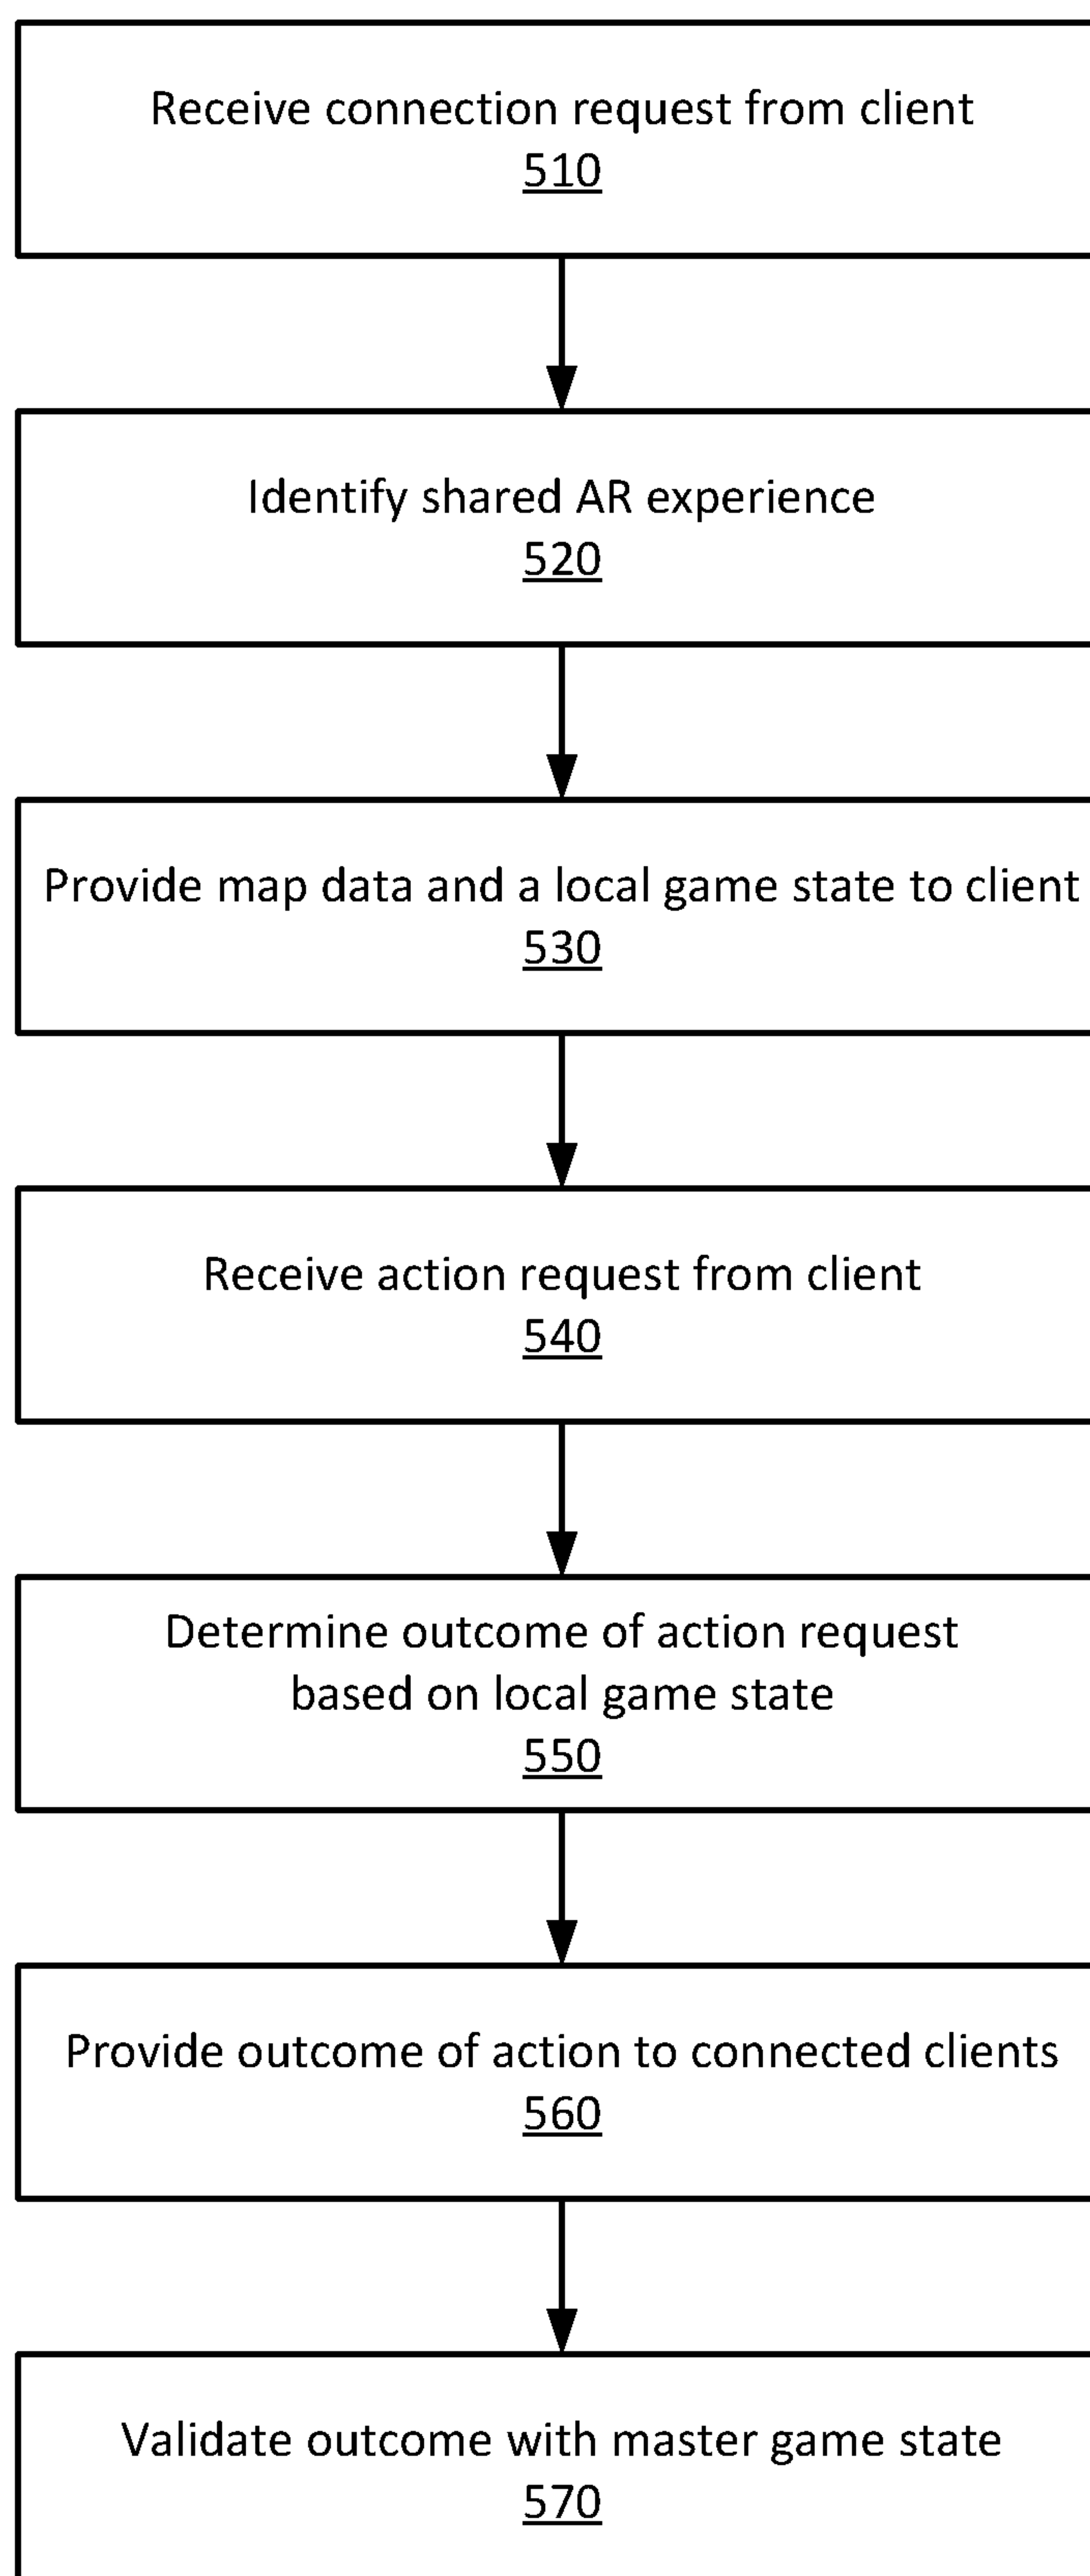 Receive connection request from client
510
Identify shared AR experience
520
Provide map data and a local game state to client
530
Receive action request from client
540
Determine outcome of action request
based on local game state
550
Provide outcome of action to connected clients
560
Validate outcome with master game state
570